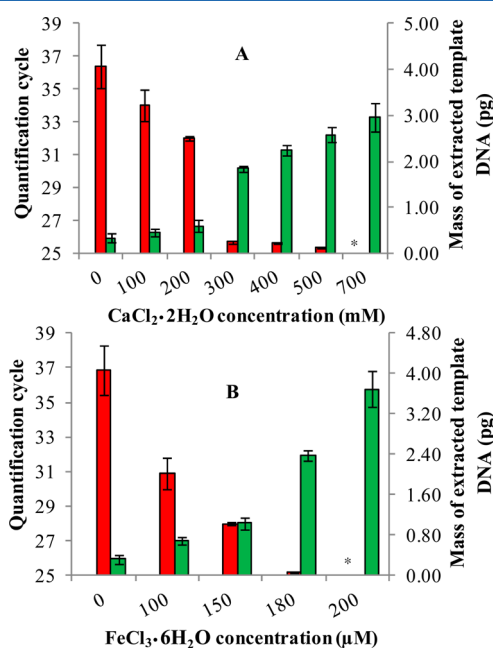 A
Quantification cycle
39
37
35
33
31
29
27
25
5.00
4.00
3.00
2.00
1.00
0.00
Mass of extracted template
DNA (pg)
*
0 100 200 300 400 500 700
CaCl₂•2H₂O concentration (mM)
B
Quantification cycle
39
37
35
33
31
29
27
25
4.80
4.00
3.20
2.40
1.60
0.80
0.00
Mass of extracted template
DNA (pg)
*
0 100 150 180 200
FeCl₃•6H₂O concentration (µM)